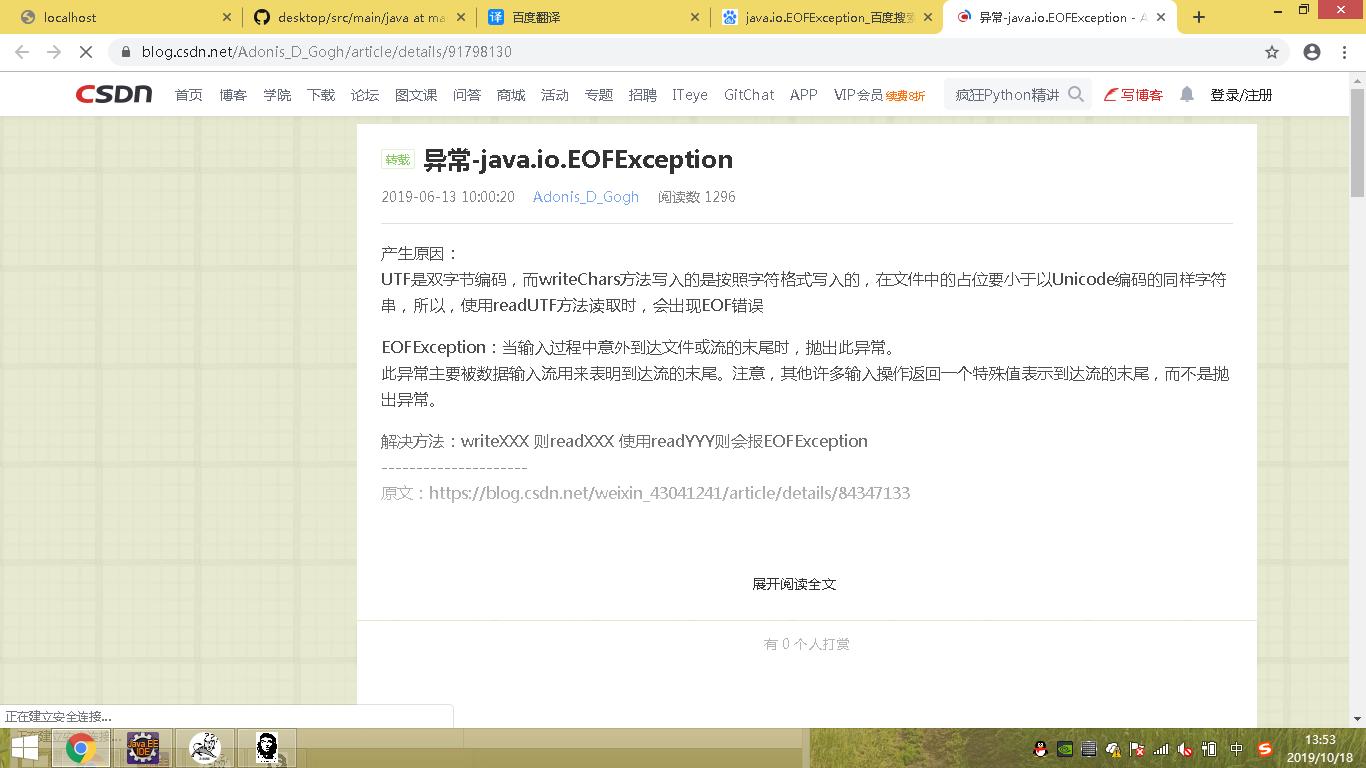 localhost
desktop/src/main/java at ma
译 百度翻译
java.io.EOFException_百度搜索
异常-java.io.EOFException - A
blog.csdn.net/Adonis_D_Gogh/article/details/91798130
CSDN 首页 博客 学院 下载 论坛 图文课 问答 商城 活动 专题 招聘 ITeye GitChat APP VIP会员 续费8折 疯狂Python精讲 写博客 登录/注册
转载 异常-java.io.EOFException
2019-06-13 10:00:20 Adonis_D_Gogh 阅读数 1296
产生原因：
UTF是双字节编码，而writeChars方法写入的是按照字符格式写入的，在文件中的占位要小于以Unicode编码的同样字符
串，所以，使用readUTF方法读取时，会出现EOF错误
EOFException：当输入过程中意外到达文件或流的末尾时，抛出此异常。
此异常主要被数据输入流用来表明到达流的末尾。注意，其他许多输入操作返回一个特殊值表示到达流的末尾，而不是抛
出异常。
解决方法：writeXXX 则readXXX 使用readYYY则会报EOFException
---------------------
原文：https://blog.csdn.net/weixin_43041241/article/details/84347133
展开阅读全文
有 0 个人打赏
正在建立安全连接...
Java EE
IDE
中
13:53
2019/10/18